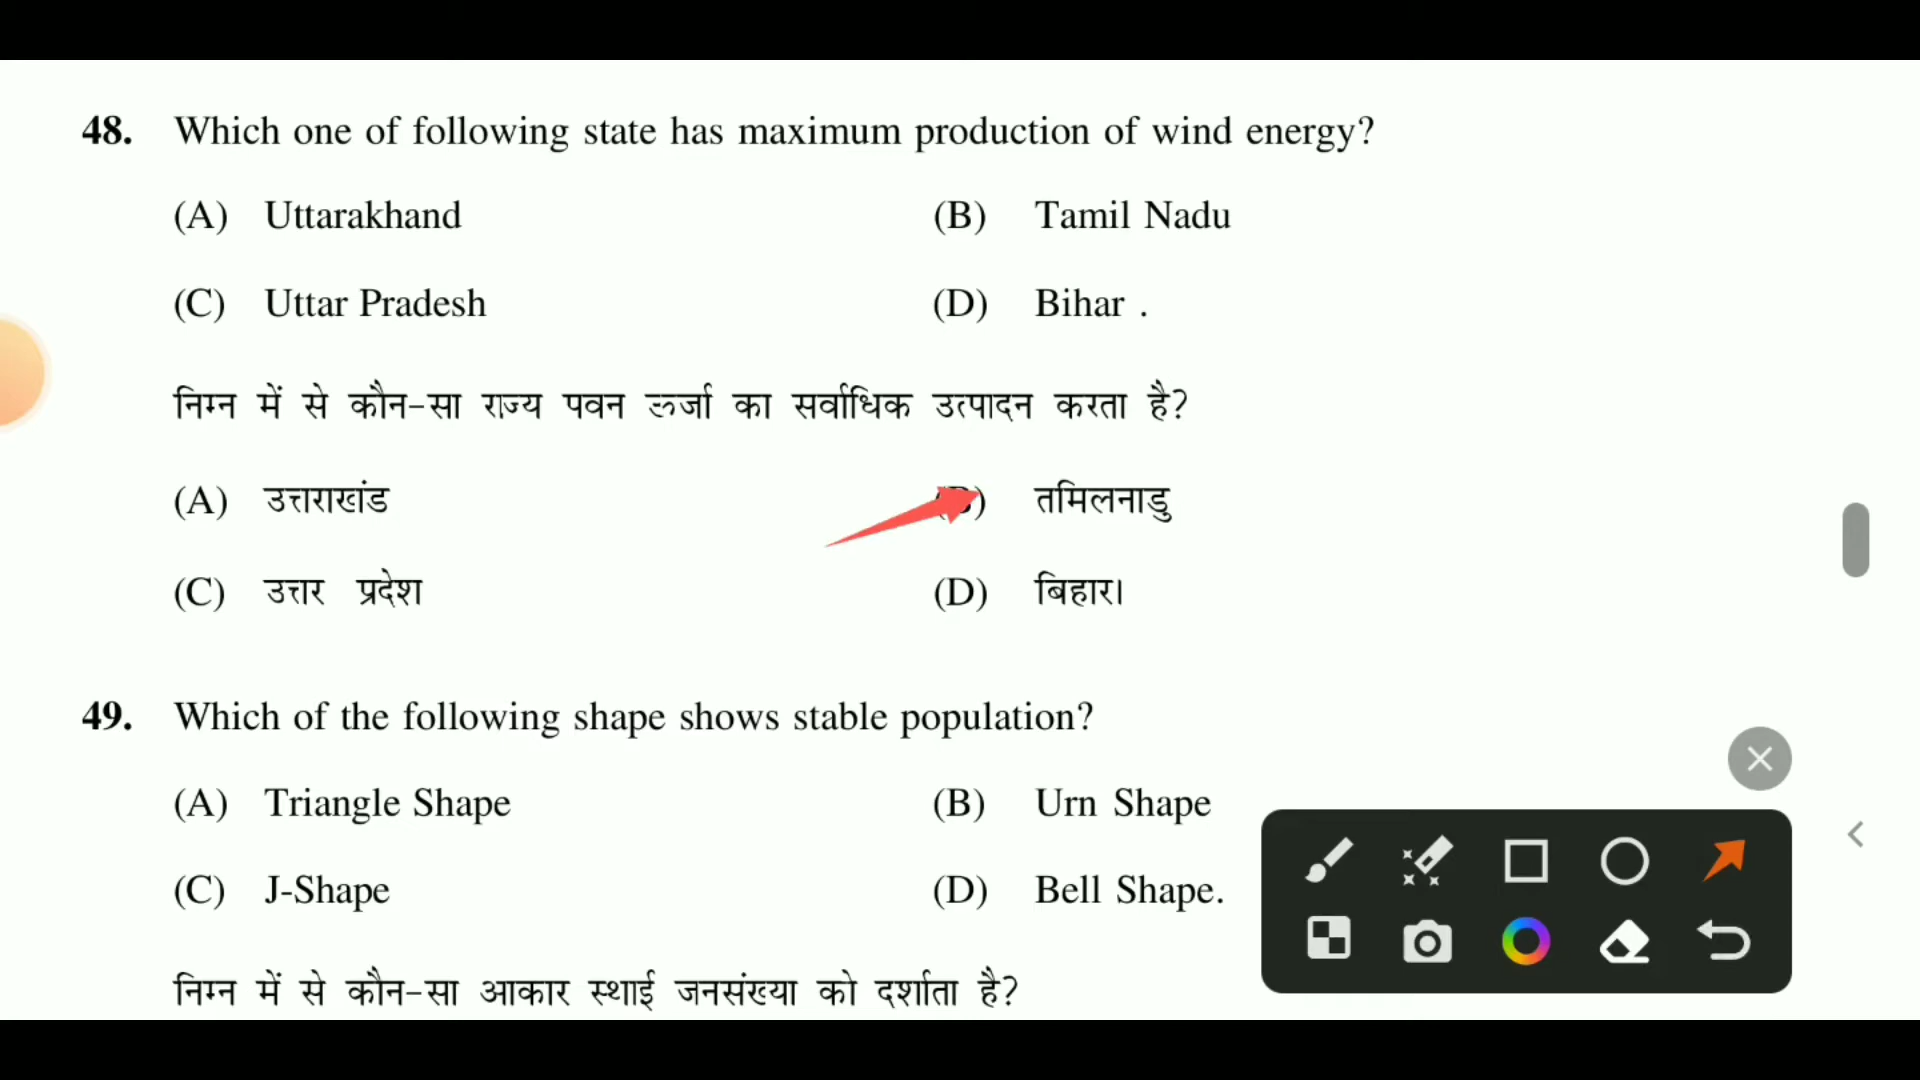 48. Which one of following state has maximum production of wind energy?
(A) Uttarakhand (B) Tamil Nadu
(C) Uttar Pradesh (D) Bihar .
निम्न में से कौन-सा राज्य पवन ऊर्जा का सर्वाधिक उत्पादन करता है?
(A) उत्तराखंड (B) तमिलनाडु
(C) उत्तर प्रदेश (D) बिहार।
49. Which of the following shape shows stable population?
(A) Triangle Shape (B) Urn Shape
(C) J-Shape (D) Bell Shape.
निम्न में से कौन-सा आकार स्थाई जनसंख्या को दर्शाता है?